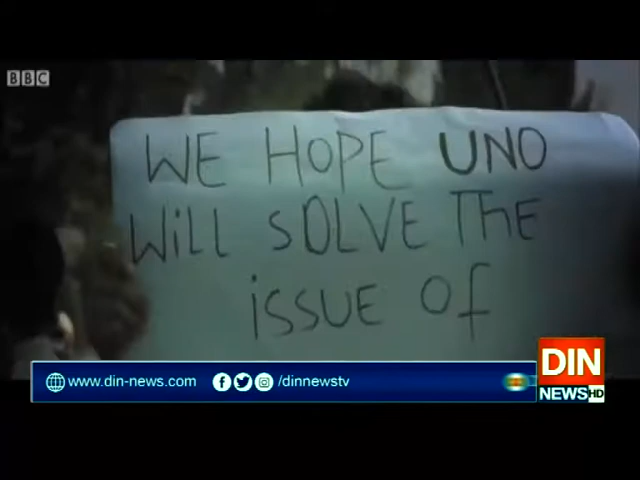 BBC
WE HOPE UNO
WiLL SOLVE THE
iSSUE OF
www.din-news.com /dinnewstv
DIN
NEWS HD